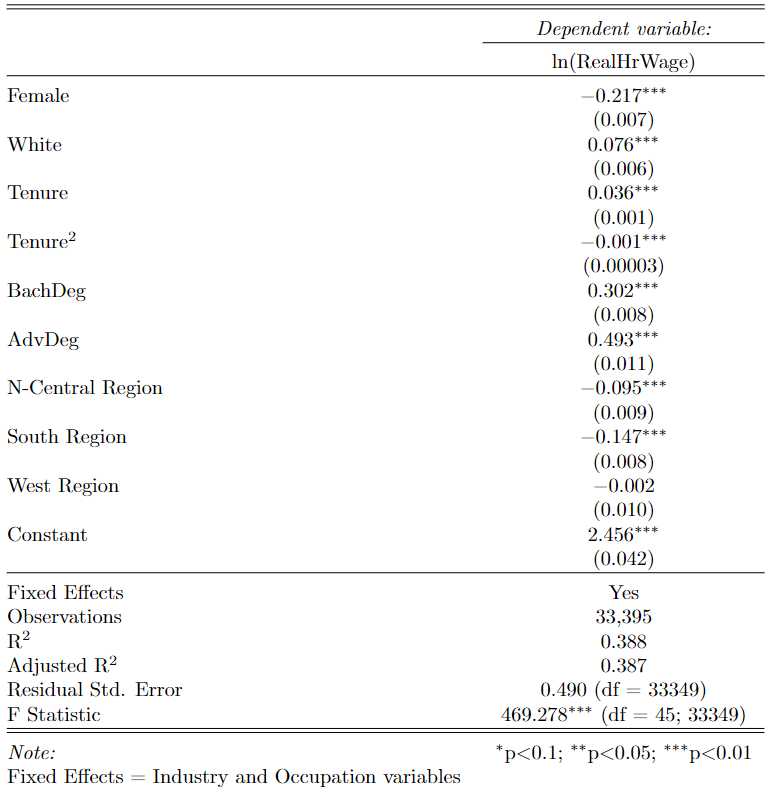 Dependent variable:
ln(RealHrWage)
Female −0.217***
(0.007)
White 0.076***
(0.006)
Tenure 0.036***
(0.001)
Tenure² −0.001***
(0.00003)
BachDeg 0.302***
(0.008)
AdvDeg 0.493***
(0.011)
N-Central Region −0.095***
(0.009)
South Region −0.147***
(0.008)
West Region −0.002
(0.010)
Constant 2.456***
(0.042)
Fixed Effects Yes
Observations 33,395
R² 0.388
Adjusted R² 0.387
Residual Std. Error 0.490 (df = 33349)
F Statistic 469.278*** (df = 45; 33349)
Note: *p<0.1; **p<0.05; ***p<0.01
Fixed Effects = Industry and Occupation variables